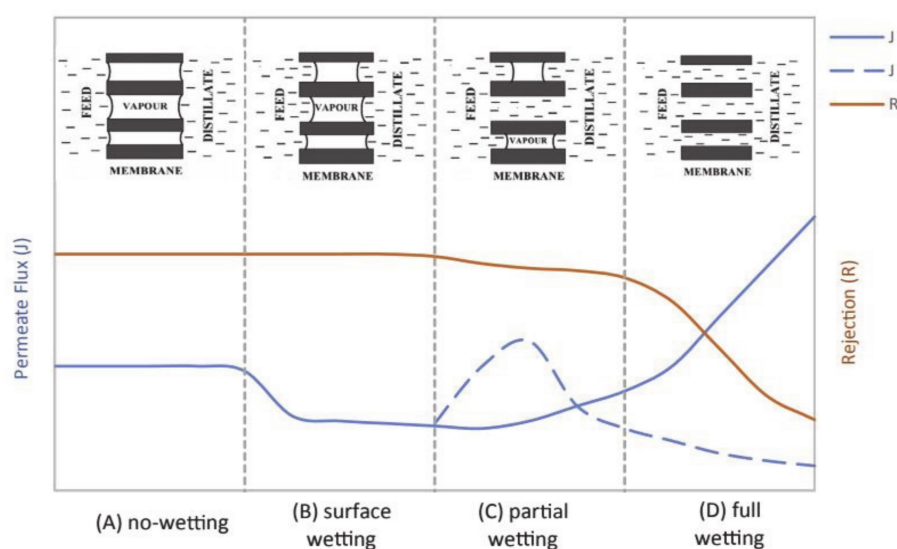 FEED
VAPOUR
DISTILLATE
MEMBRANE
FEED
VAPOUR
DISTILLATE
MEMBRANE
FEED
VAPOUR
DISTILLATE
MEMBRANE
FEED
DISTILLATE
MEMBRANE
J
J
R
Permeate Flux (J)
Rejection (R)
(A) no-wetting
(B) surface
wetting
(C) partial
wetting
(D) full
wetting